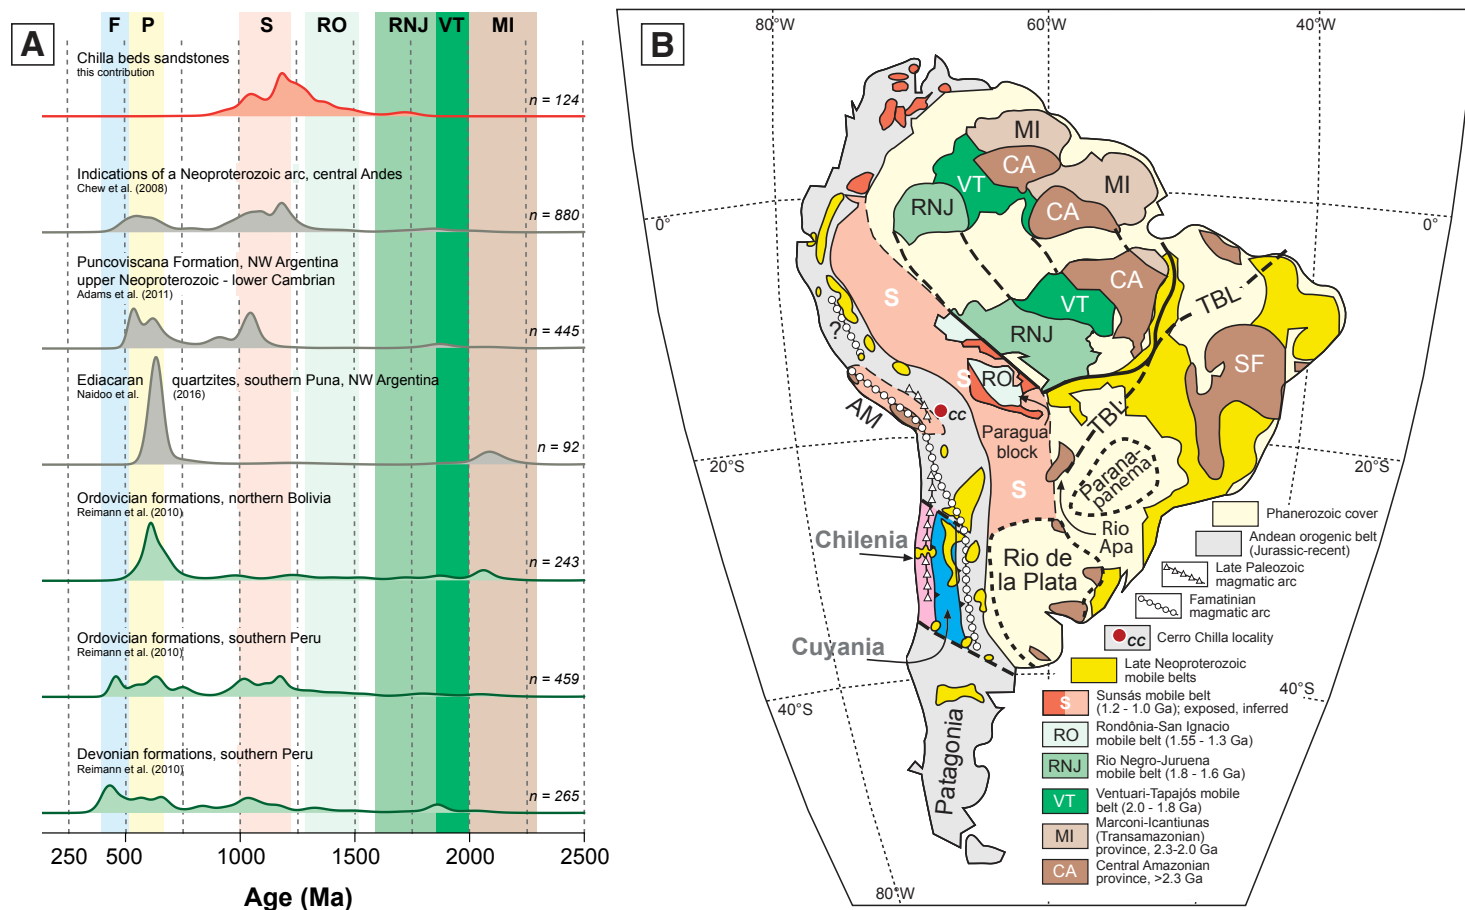 A
F P S RO RNJ VT MI
Chilla beds sandstones
this contribution
n = 124
Indications of a Neoproterozoic arc, central Andes
Chew et al. (2008)
n = 880
Puncoviscana Formation, NW Argentina
upper Neoproterozoic - lower Cambrian
Adams et al. (2011)
n = 445
Ediacaran quartzites, southern Puna, NW Argentina
Naidoo et al. (2016)
n = 92
Ordovician formations, northern Bolivia
Reimann et al. (2010)
n = 243
Ordovician formations, southern Peru
Reimann et al. (2010)
n = 459
Devonian formations, southern Peru
Reimann et al. (2010)
n = 265
250 500 1000 1500 2000 2500
Age (Ma)
B
80°W 60°W 40°W
MI
CA
VT
MI
RNJ
CA
0°
0°
CA
TBL
S
VT
RNJ
?
SF
S
RO
AM
cc
TBL
Paragua
block
20°S
20°S
Parana-
panema
S
Rio
Apa
Chilenia
Rio de
la Plata
Cuyania
40°S
40°S
Patagonia
80°W
Phanerozoic cover
Andean orogenic belt
(Jurassic-recent)
Late Paleozoic
magmatic arc
Famatinian
magmatic arc
cc Cerro Chilla locality
Late Neoproterozoic
mobile belts
S Sunsás mobile belt
(1.2 - 1.0 Ga); exposed, inferred
RO Rondônia-San Ignacio
mobile belt (1.55 - 1.3 Ga)
RNJ Rio Negro-Juruena
mobile belt (1.8 - 1.6 Ga)
VT Ventuari-Tapajós mobile
belt (2.0 - 1.8 Ga)
MI Marconi-Icantiunas
(Transamazonian)
province, 2.3-2.0 Ga
CA Central Amazonian
province, >2.3 Ga